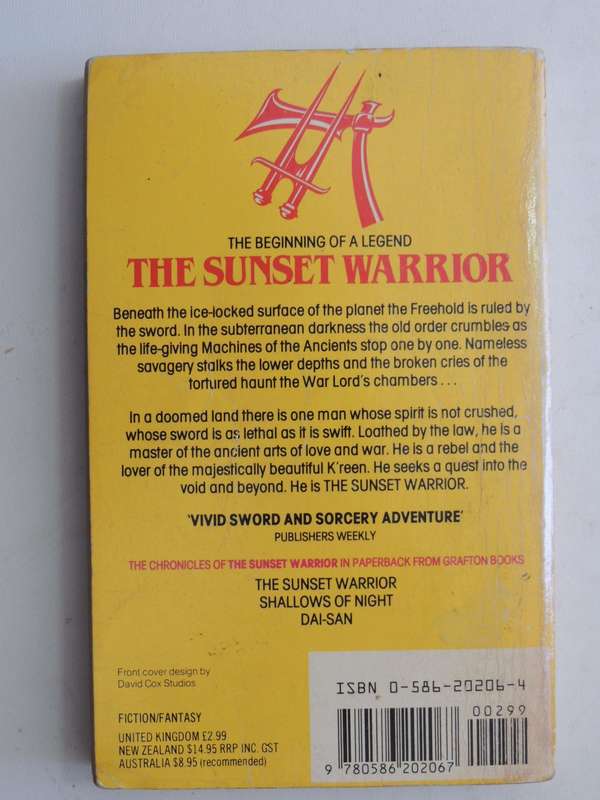 THE BEGINNING OF A LEGEND
THE SUNSET WARRIOR
Beneath the ice-locked surface of the planet the Freehold is ruled by
the sword. In the subterranean darkness the old order crumbles as
the life-giving Machines of the Ancients stop one by one. Nameless
savagery stalks the lower depths and the broken cries of the
tortured haunt the War Lord's chambers . . .
In a doomed land there is one man whose spirit is not crushed,
whose sword is as lethal as it is swift. Loathed by the law, he is a
master of the ancient arts of love and war. He is a rebel and the
lover of the majestically beautiful K'reen. He seeks a quest into the
void and beyond. He is THE SUNSET WARRIOR.
'VIVID SWORD AND SORCERY ADVENTURE'
PUBLISHERS WEEKLY
THE CHRONICLES OF THE SUNSET WARRIOR IN PAPERBACK FROM GRAFTON BOOKS
THE SUNSET WARRIOR
SHALLOWS OF NIGHT
DAI-SAN
Front cover design by
David Cox Studios
FICTION/FANTASY
UNITED KINGDOM £2.99
NEW ZEALAND $14.95 RRP INC. GST
AUSTRALIA $8.95 (recommended)
ISBN 0-586-20206-4
00299
9 780586 202067